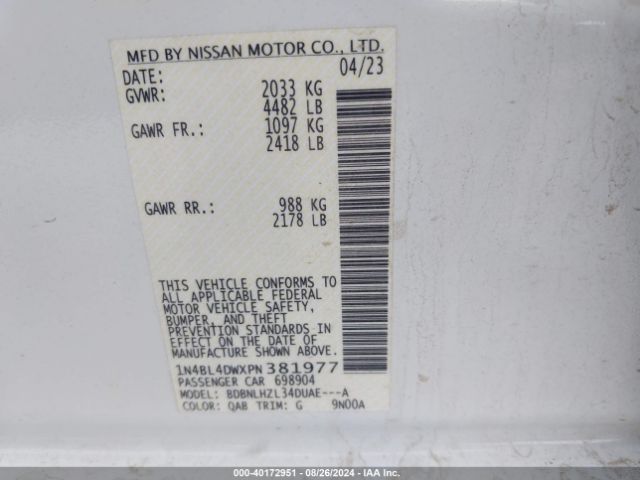 MFD BY NISSAN MOTOR CO., LTD.
DATE: 04/23
GVWR: 2033 KG
4482 LB
GAWR FR.: 1097 KG
2418 LB
GAWR RR.: 988 KG
2178 LB
THIS VEHICLE CONFORMS TO
ALL APPLICABLE FEDERAL
MOTOR VEHICLE SAFETY,
BUMPER, AND THEFT
PREVENTION STANDARDS IN
EFFECT ON THE DATE OF
MANUFACTURE SHOWN ABOVE.
1N4BL4DWXPN381977
PASSENGER CAR 698904
MODEL: BDBNLHZL34DUAE---A
COLOR: QAB TRIM: G 9N00A
000-40172951 | 08/26/2024 | IAA Inc.